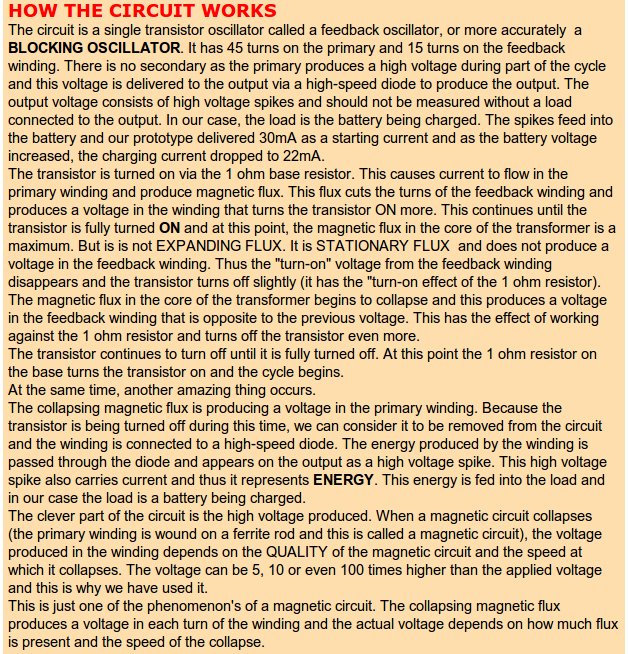 HOW THE CIRCUIT WORKS
The circuit is a single transistor oscillator called a feedback oscillator, or more accurately  a
BLOCKING OSCILLATOR. It has 45 turns on the primary and 15 turns on the feedback
winding. There is no secondary as the primary produces a high voltage during part of the cycle
and this voltage is delivered to the output via a high-speed diode to produce the output. The
output voltage consists of high voltage spikes and should not be measured without a load
connected to the output. In our case, the load is the battery being charged. The spikes feed into
the battery and our prototype delivered 30mA as a starting current and as the battery voltage
increased, the charging current dropped to 22mA.
The transistor is turned on via the 1 ohm base resistor. This causes current to flow in the
primary winding and produce magnetic flux. This flux cuts the turns of the feedback winding and
produces a voltage in the winding that turns the transistor ON more. This continues until the
transistor is fully turned ON and at this point, the magnetic flux in the core of the transformer is a
maximum. But is is not EXPANDING FLUX. It is STATIONARY FLUX  and does not produce a
voltage in the feedback winding. Thus the "turn-on" voltage from the feedback winding
disappears and the transistor turns off slightly (it has the "turn-on effect of the 1 ohm resistor).
The magnetic flux in the core of the transformer begins to collapse and this produces a voltage
in the feedback winding that is opposite to the previous voltage. This has the effect of working
against the 1 ohm resistor and turns off the transistor even more.
The transistor continues to turn off until it is fully turned off. At this point the 1 ohm resistor on
the base turns the transistor on and the cycle begins.
At the same time, another amazing thing occurs.
The collapsing magnetic flux is producing a voltage in the primary winding. Because the
transistor is being turned off during this time, we can consider it to be removed from the circuit
and the winding is connected to a high-speed diode. The energy produced by the winding is
passed through the diode and appears on the output as a high voltage spike. This high voltage
spike also carries current and thus it represents ENERGY. This energy is fed into the load and
in our case the load is a battery being charged.
The clever part of the circuit is the high voltage produced. When a magnetic circuit collapses
(the primary winding is wound on a ferrite rod and this is called a magnetic circuit), the voltage
produced in the winding depends on the QUALITY of the magnetic circuit and the speed at
which it collapses. The voltage can be 5, 10 or even 100 times higher than the applied voltage
and this is why we have used it.
This is just one of the phenomenon's of a magnetic circuit. The collapsing magnetic flux
produces a voltage in each turn of the winding and the actual voltage depends on how much flux
is present and the speed of the collapse.